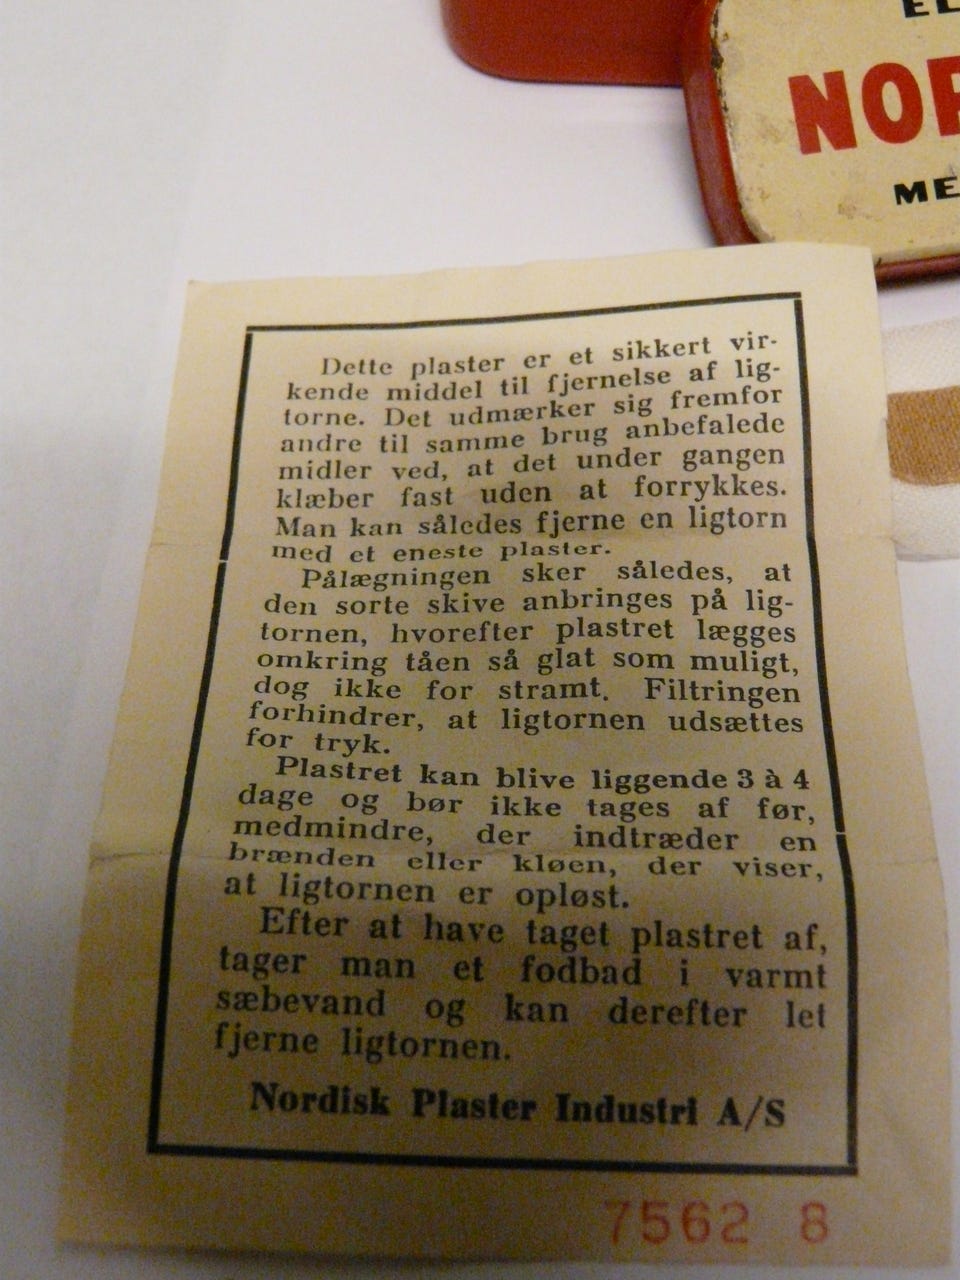 EL
NOR
ME
Dette plaster er et sikkert vir-
kende middel til fjernelse af lig-
torne. Det udmærker sig fremfor
andre til samme brug anbefalede
midler ved, at det under gangen
klæber fast uden at forrykkes.
Man kan således fjerne en ligtorn
med et eneste plaster.
Pålægningen sker således, at
den sorte skive anbringes på lig-
tornen, hvorefter plastret lægges
omkring tåen så glat som muligt,
dog ikke for stramt. Filtringen
forhindrer, at ligtornen udsættes
for tryk.
Plastret kan blive liggende 3 à 4
dage og bør ikke tages af før,
medmindre, der indtræder en
brænden eller kløen, der viser,
at ligtornen er opløst.
Efter at have taget plastret af,
tager man et fodbad i varmt
sæbevand og kan derefter let
fjerne ligtornen.
Nordisk Plaster Industri A/S
7562 8